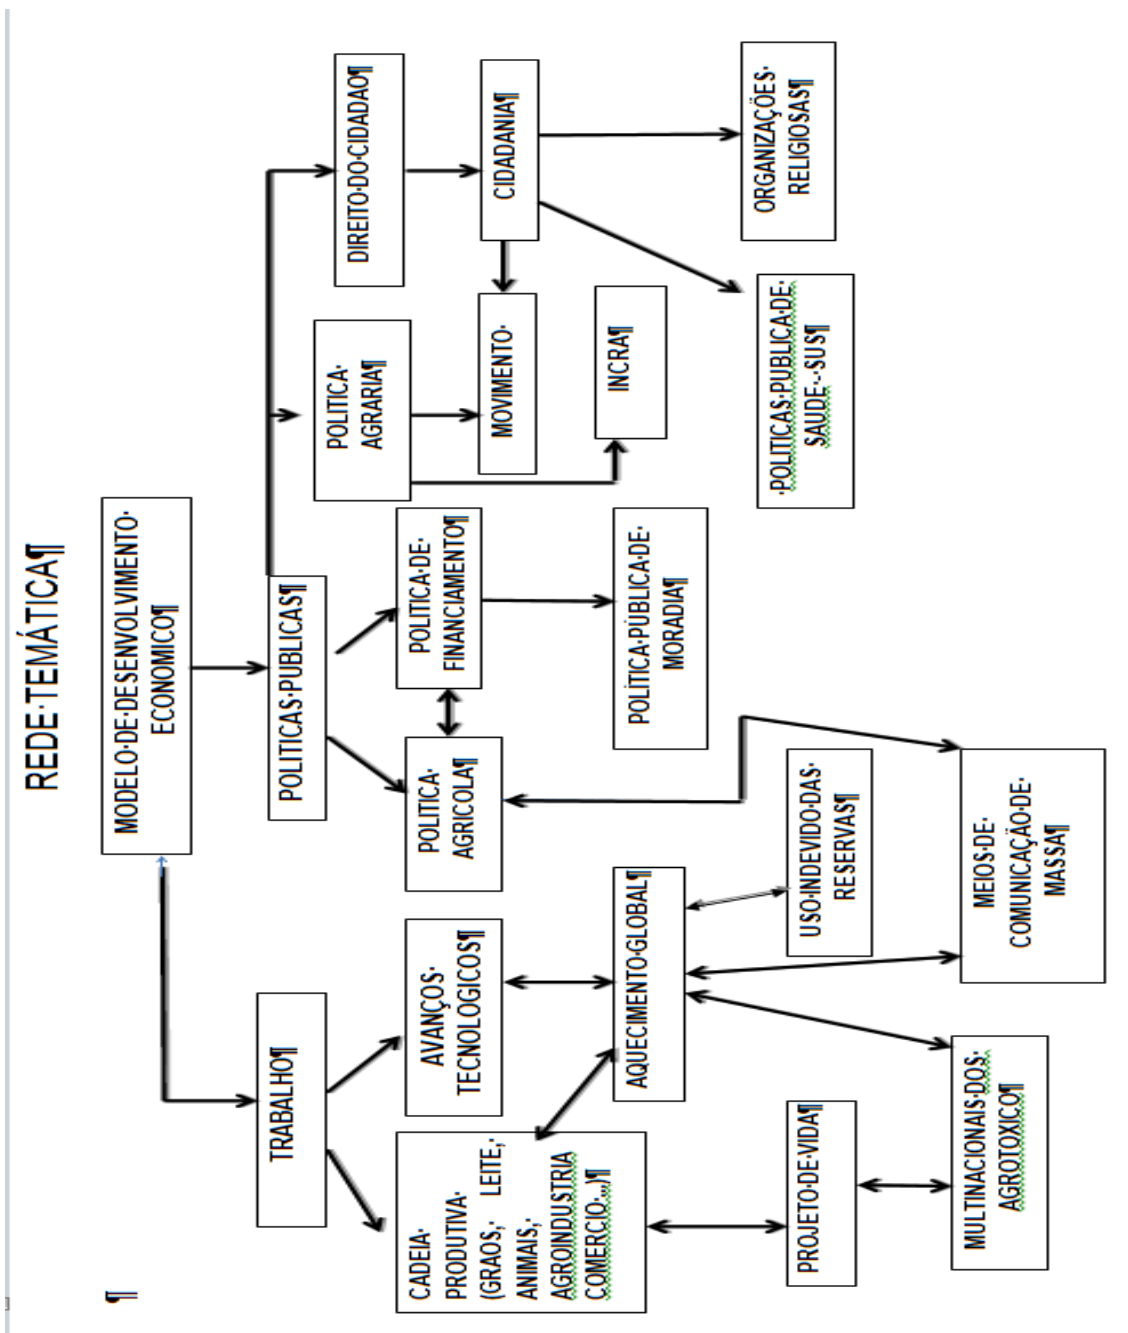 REDE TEMÁTICA
MODELO DE DESENVOLVIMENTO
ECONOMICO
TRABALHO
POLITICAS PUBLICAS
POLITICA
AGRARIA
DIREITO DO CIDADAO
CADEIA
PRODUTIVA
(GRAOS, LEITE,
ANIMAIS,
AGROINDUSTRIA
COMERCIO...)
AVANÇOS
TECNOLOGICOS
POLITICA
AGRICOLA
POLITICA DE
FINANCIAMENTO
MOVIMENTO
CIDADANIA
AQUECIMENTO GLOBAL
POLÍTICA PÚBLICA DE
MORADIA
INCRA
PROJETO DE VIDA
USO INDEVIDO DAS
RESERVAS
POLITICAS PUBLICA DE
SAUDE - SUS
ORGANIZAÇÕES
RELIGIOSAS
MULTINACIONAIS DOS
AGROTOXICO
MEIOS DE
COMUNICAÇÃO DE
MASSA